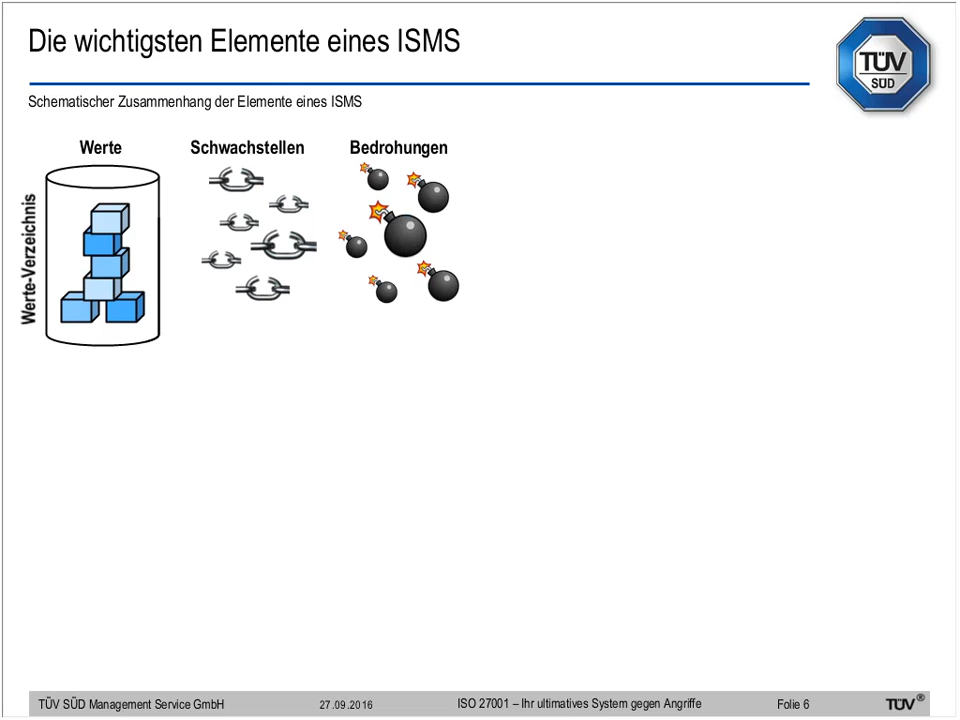 Die wichtigsten Elemente eines ISMS
TÜV
SÜD
Schematischer Zusammenhang der Elemente eines ISMS
Werte
Schwachstellen
Bedrohungen
Werte-Verzeichnis
TÜV SÜD Management Service GmbH
27.09.2016
ISO 27001 – Ihr ultimatives System gegen Angriffe
Folie 6
TÜV®